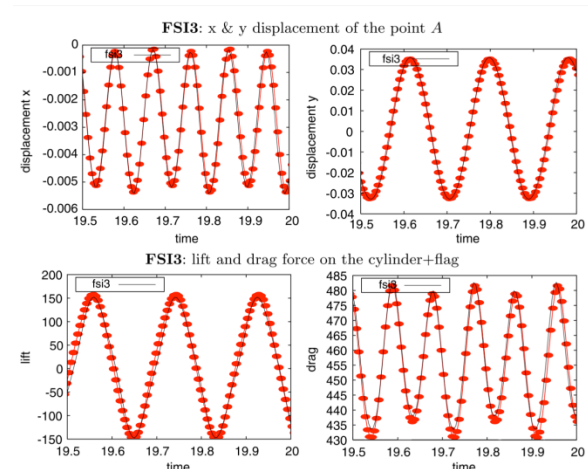 FSI3: x & y displacement of the point A
0
-0.001
-0.002
-0.003
-0.004
-0.005
-0.006
displacement x
fsi3
19.5 19.6 19.7 19.8 19.9 20
time
0.04
0.03
0.02
0.01
0
-0.01
-0.02
-0.03
-0.04
displacement y
fsi3
19.5 19.6 19.7 19.8 19.9 20
time
FSI3: lift and drag force on the cylinder+flag
200
150
100
50
0
-50
-100
-150
lift
fsi3
19.5 19.6 19.7 19.8 19.9 20
time
485
480
475
470
465
460
455
450
445
440
435
430
drag
fsi3
19.5 19.6 19.7 19.8 19.9 20
time